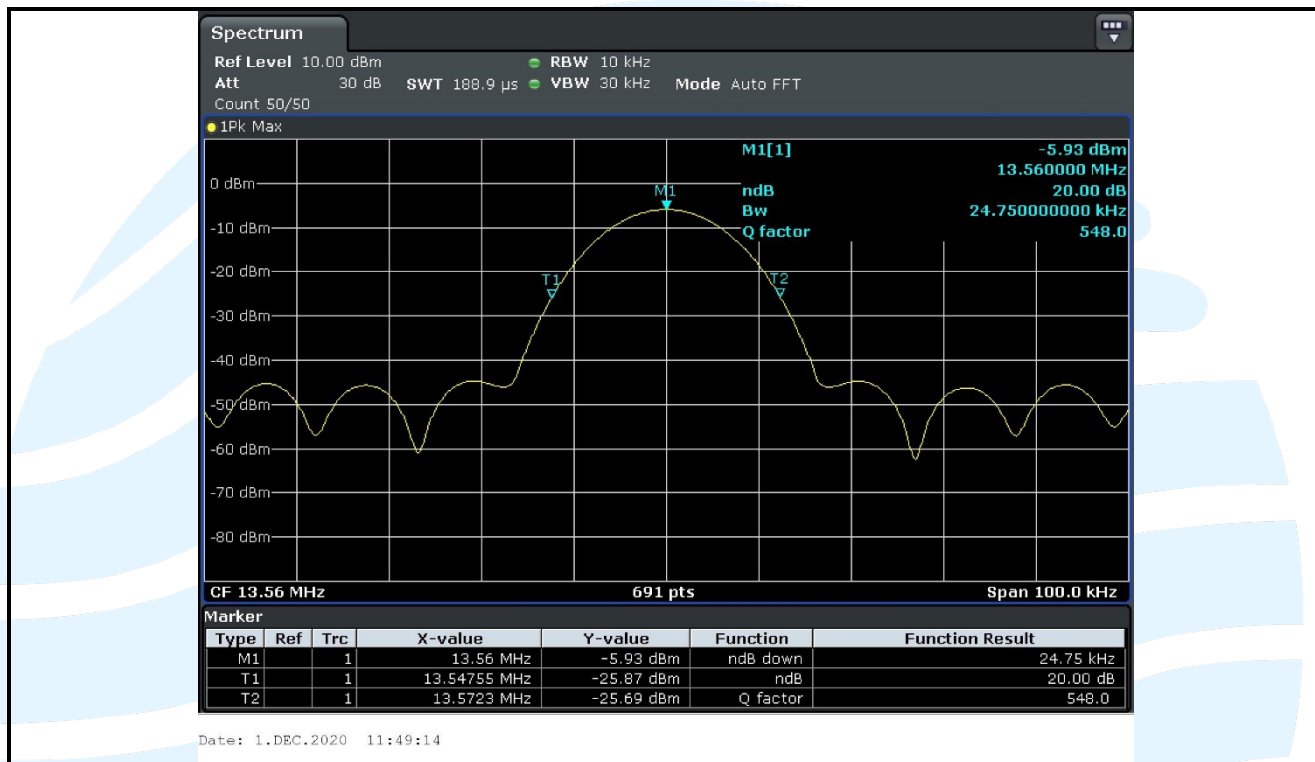 Spectrum
Ref Level 10.00 dBm RBW 10 kHz
Att 30 dB SWT 188.9 µs VBW 30 kHz Mode Auto FFT
Count 50/50
1Pk Max
M1[1] -5.93 dBm
13.560000 MHz
0 dBm
M1
ndB 20.00 dB
Bw 24.750000000 kHz
-10 dBm
Q factor 548.0
-20 dBm
T1 T2
-30 dBm
-40 dBm
-50 dBm
-60 dBm
-70 dBm
-80 dBm
CF 13.56 MHz 691 pts Span 100.0 kHz
Marker
Type Ref Trc X-value Y-value Function Function Result
M1 1 13.56 MHz -5.93 dBm ndB down 24.75 kHz
T1 1 13.54755 MHz -25.87 dBm ndB 20.00 dB
T2 1 13.5723 MHz -25.69 dBm Q factor 548.0
Date: 1.DEC.2020 11:49:14